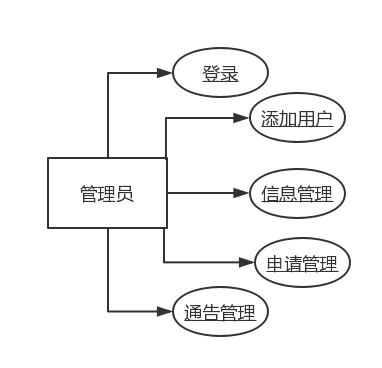 登录
添加用户
管理员
信息管理
申请管理
通告管理